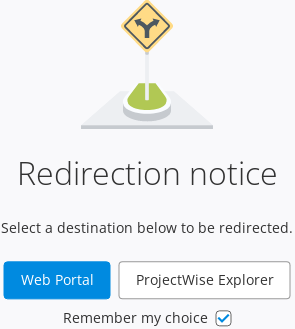 Redirection notice
Select a destination below to be redirected.
Web Portal
ProjectWise Explorer
Remember my choice